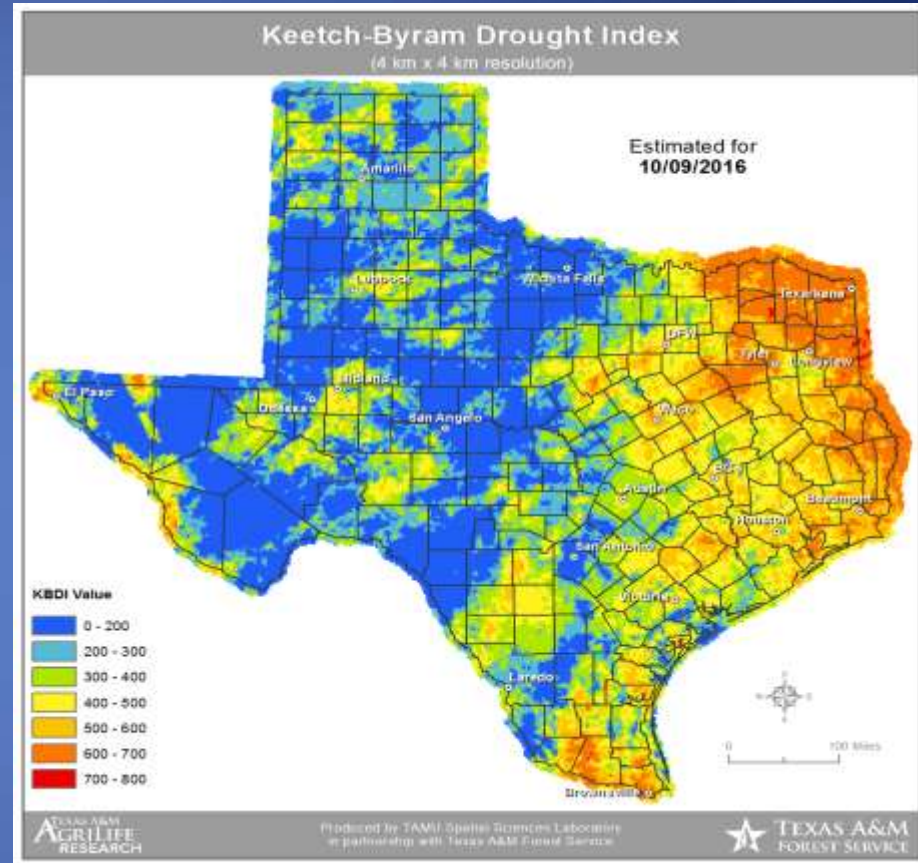 Keetch-Byram Drought Index
(4 km x 4 km resolution)
Estimated for
10/09/2016
Amarillo
Lubbock
Wichita Falls
Texarkana
DFW
Tyler
Longview
El Paso
Midland
Odessa
San Angelo
Waco
BCS
Austin
Beaumont
Houston
San Antonio
Victoria
KBDI Value
0 - 200
200 - 300
300 - 400
400 - 500
500 - 600
600 - 700
700 - 800
Laredo
0 100 Miles
Brownsville
TEXAS A&M
AGRILIFE
RESEARCH
Produced by TAMU Spatial Sciences Laboratory
in partnership with Texas A&M Forest Service
TEXAS A&M
FOREST SERVICE